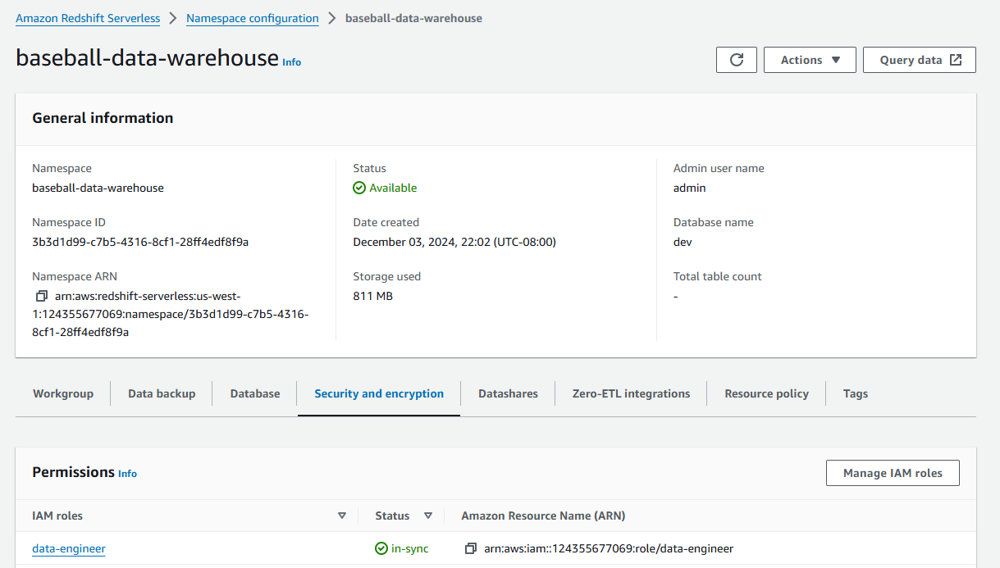 Amazon Redshift Serverless > Namespace configuration > baseball-data-warehouse
baseball-data-warehouse Info
Actions
Query data
General information
Namespace
baseball-data-warehouse
Namespace ID
3b3d1d99-c7b5-4316-8cf1-28ff4edf8f9a
Namespace ARN
arn:aws:redshift-serverless:us-west-
1:124355677069:namespace/3b3d1d99-c7b5-4316-
8cf1-28ff4edf8f9a
Status
Available
Date created
December 03, 2024, 22:02 (UTC-08:00)
Storage used
811 MB
Admin user name
admin
Database name
dev
Total table count
-
Workgroup
Data backup
Database
Security and encryption
Datashares
Zero-ETL integrations
Resource policy
Tags
Permissions Info
Manage IAM roles
IAM roles
Status
Amazon Resource Name (ARN)
data-engineer
in-sync
arn:aws:iam::124355677069:role/data-engineer